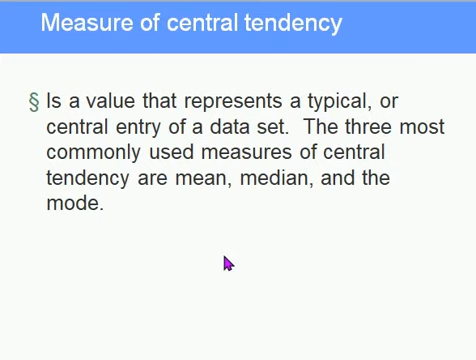 Measure of central tendency
§ Is a value that represents a typical, or
central entry of a data set. The three most
commonly used measures of central
tendency are mean, median, and the
mode.